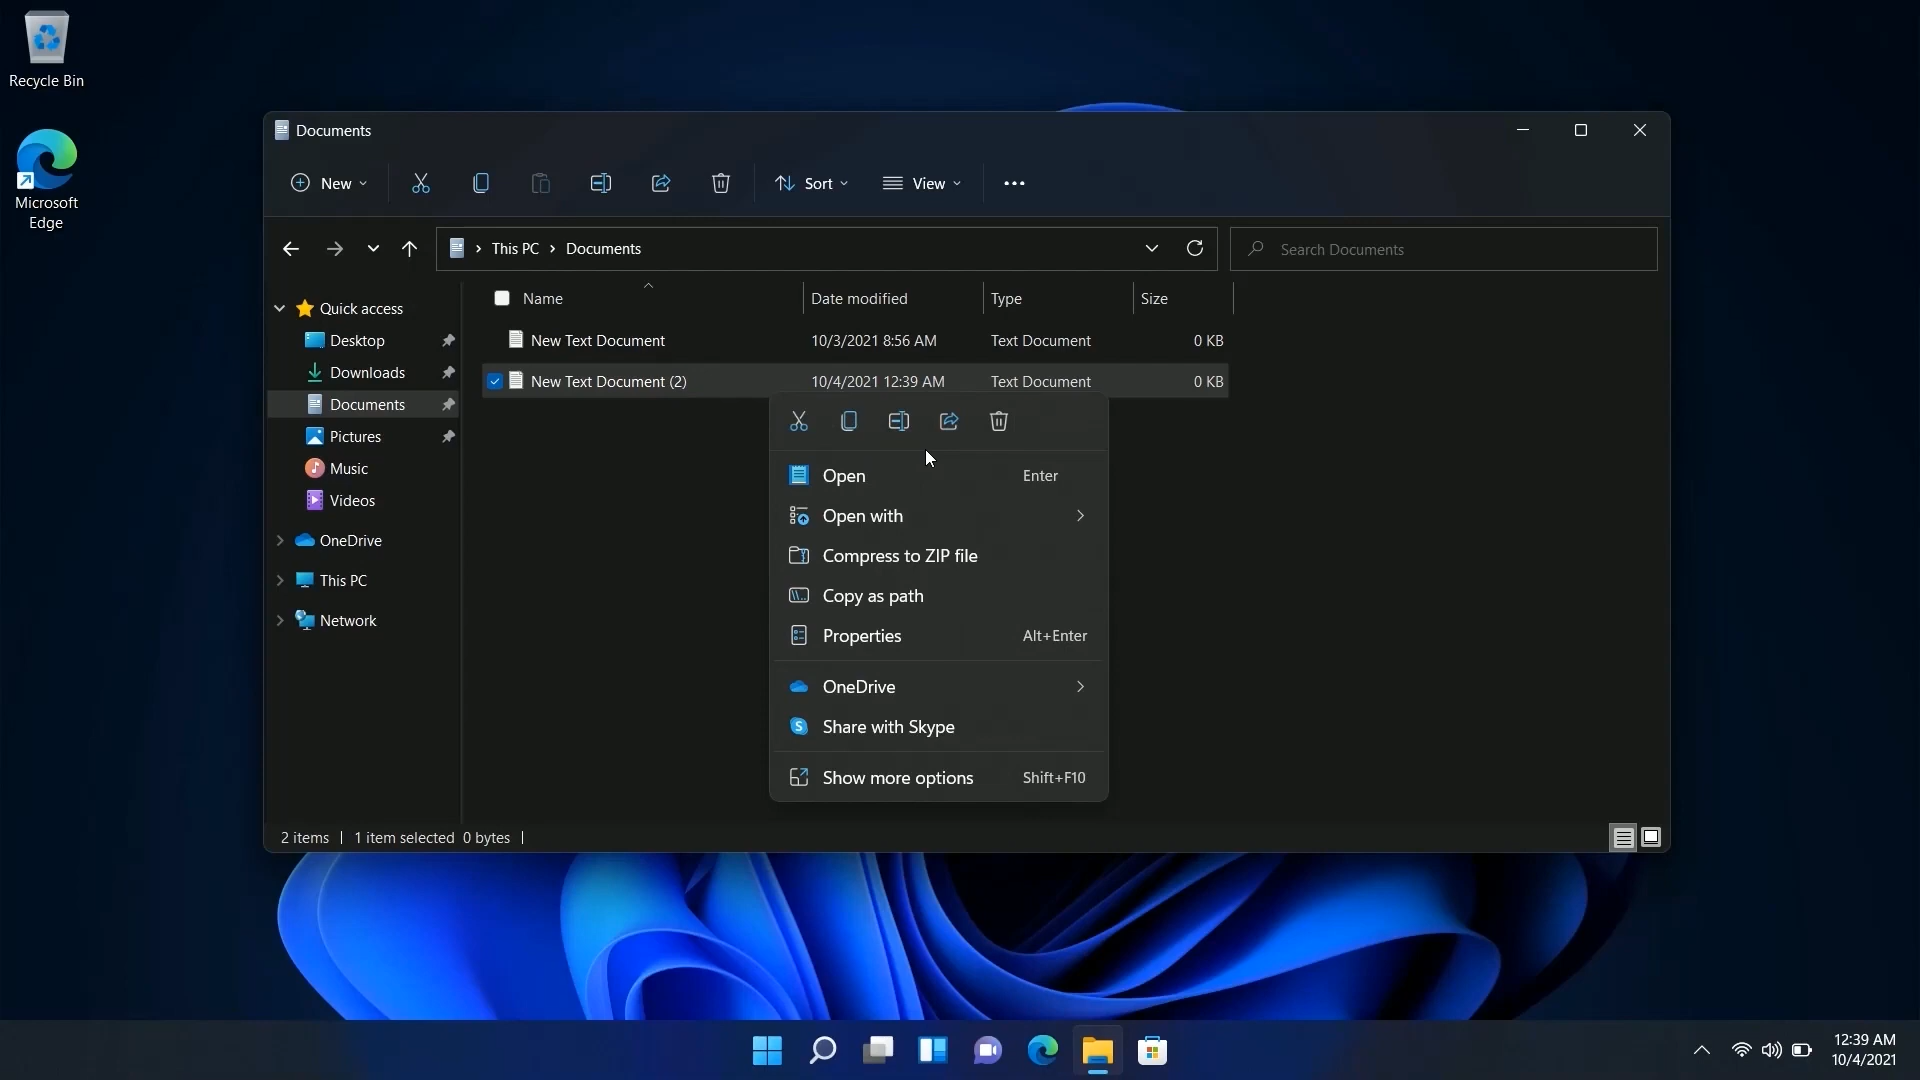 Recycle Bin
Microsoft
Edge
Documents
New
Sort
View
This PC > Documents
Search Documents
Name Date modified Type Size
New Text Document 10/3/2021 8:56 AM Text Document 0 KB
New Text Document (2) 10/4/2021 12:39 AM Text Document 0 KB
Quick access
Desktop
Downloads
Documents
Pictures
Music
Videos
OneDrive
This PC
Network
Open Enter
Open with
Compress to ZIP file
Copy as path
Properties Alt+Enter
OneDrive
Share with Skype
Show more options Shift+F10
2 items | 1 item selected 0 bytes |
12:39 AM
10/4/2021